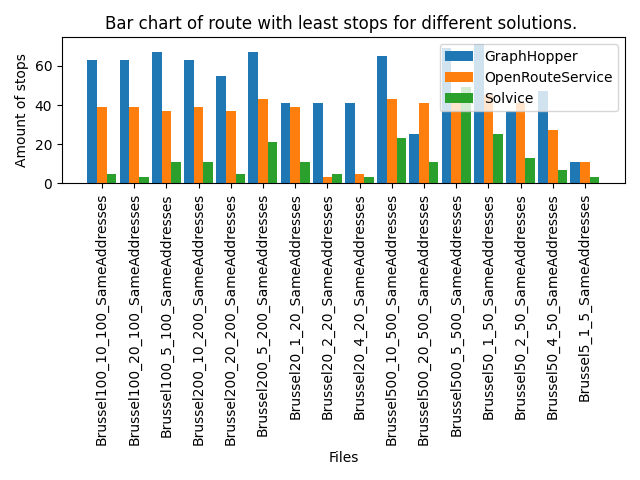 Bar chart of route with least stops for different solutions.
Amount of stops
60
40
20
0
GraphHopper
OpenRouteService
Solvice
Brussel100_10_100_SameAddresses
Brussel100_20_100_SameAddresses
Brussel100_5_100_SameAddresses
Brussel200_10_200_SameAddresses
Brussel200_20_200_SameAddresses
Brussel200_5_200_SameAddresses
Brussel20_1_20_SameAddresses
Brussel20_2_20_SameAddresses
Brussel20_4_20_SameAddresses
Brussel500_10_500_SameAddresses
Brussel500_20_500_SameAddresses
Brussel500_5_500_SameAddresses
Brussel50_1_50_SameAddresses
Brussel50_2_50_SameAddresses
Brussel50_4_50_SameAddresses
Brussel5_1_5_SameAddresses
Files